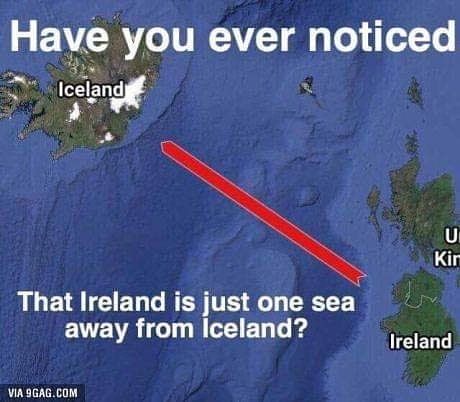 Have you ever noticed
Iceland
U
Kin
That Ireland is just one sea
away from Iceland?
Ireland
VIA 9GAG.COM